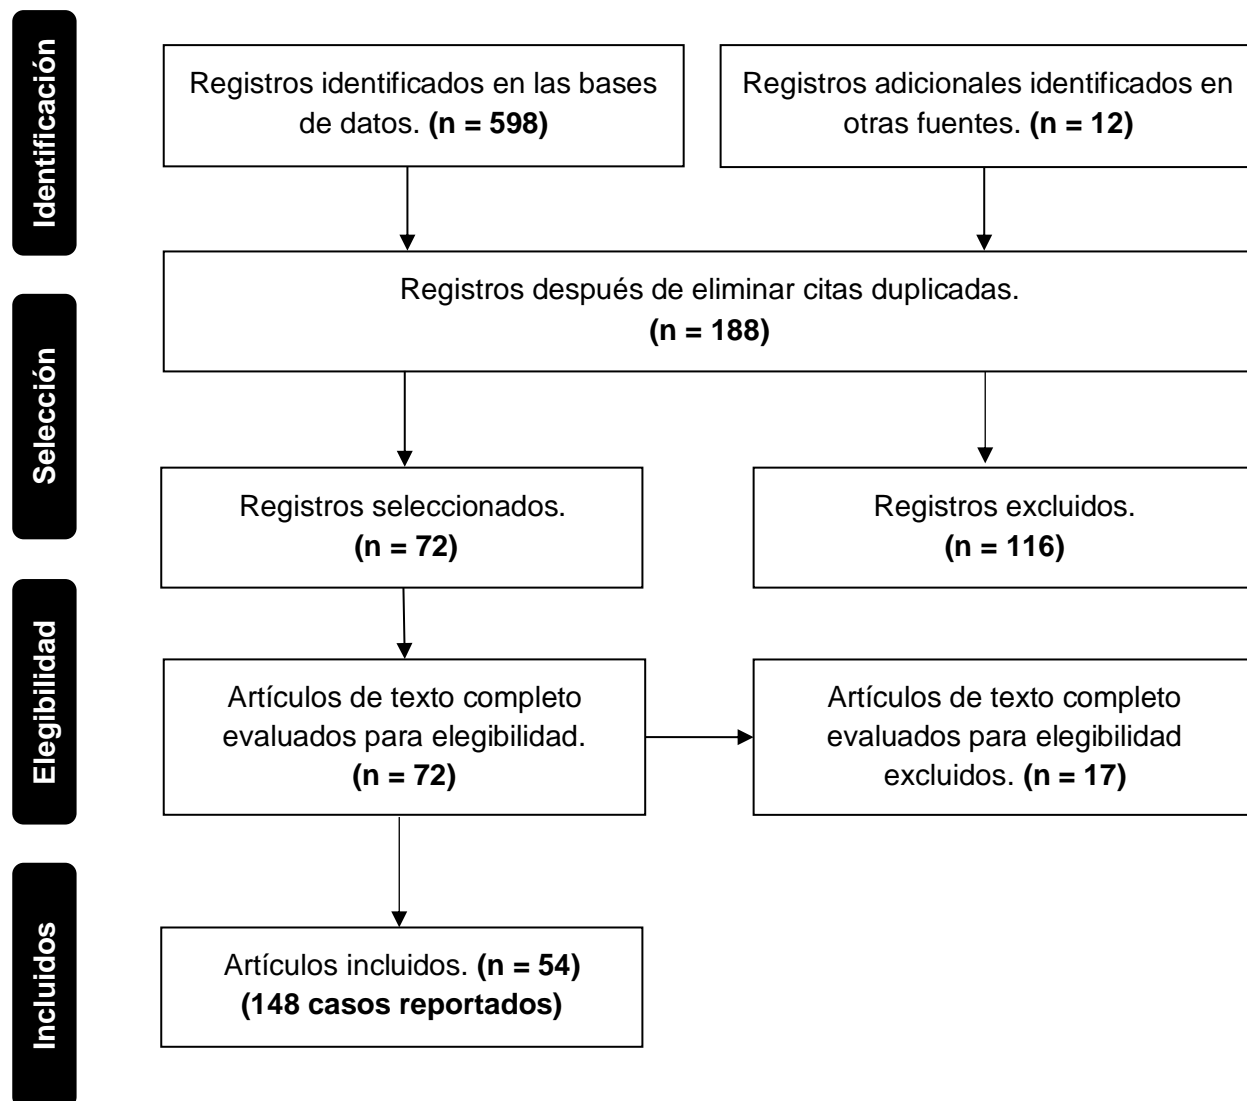 Identificación
Registros identificados en las bases
de datos. (n = 598)
Registros adicionales identificados en
otras fuentes. (n = 12)
Selección
Registros después de eliminar citas duplicadas.
(n = 188)
Registros seleccionados.
(n = 72)
Registros excluidos.
(n = 116)
Elegibilidad
Artículos de texto completo
evaluados para elegibilidad.
(n = 72)
Artículos de texto completo
evaluados para elegibilidad
excluidos. (n = 17)
Incluidos
Artículos incluidos. (n = 54)
(148 casos reportados)